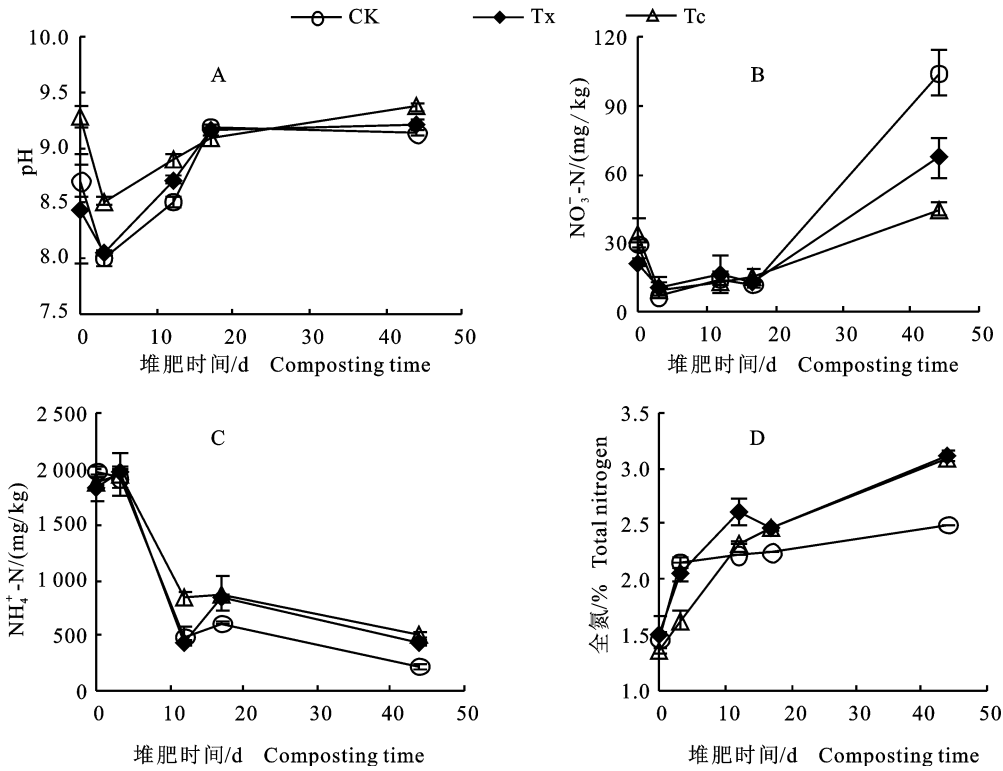 CK Tx Tc
A
10.0
9.5
9.0
8.5
8.0
7.5
pH
0 10 20 30 40 50
堆肥时间/d Composting time
B
120
90
60
30
0
NO₃⁻-N/(mg/kg)
0 10 20 30 40 50
堆肥时间/d Composting time
C
2 500
2 000
1 500
1 000
500
0
NH₄⁺-N/(mg/kg)
0 10 20 30 40 50
堆肥时间/d Composting time
D
3.5
3.0
2.5
2.0
1.5
1.0
全氮/% Total nitrogen
0 10 20 30 40 50
堆肥时间/d Composting time